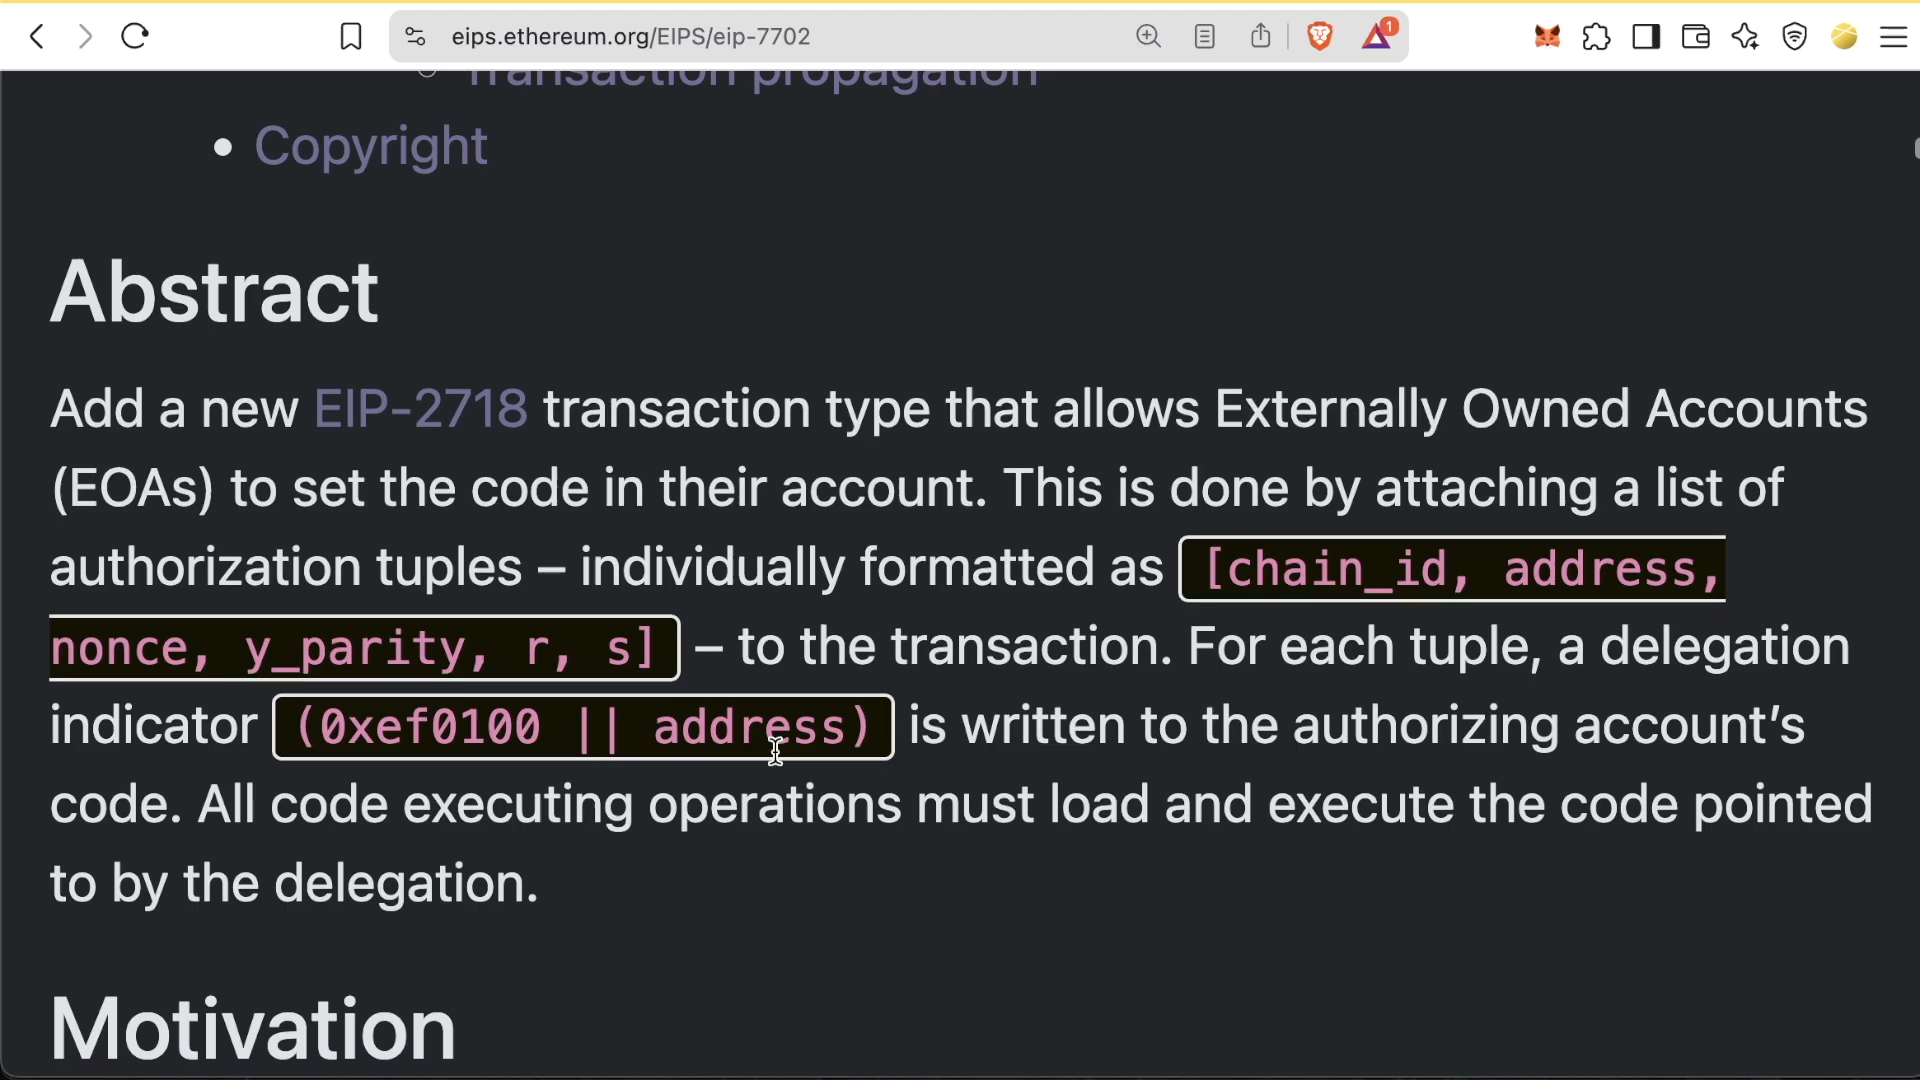 eips.ethereum.org/EIPS/eip-7702
1
Transaction propagation
Copyright
Abstract
Add a new EIP-2718 transaction type that allows Externally Owned Accounts
(EOAs) to set the code in their account. This is done by attaching a list of
authorization tuples – individually formatted as [chain_id, address,
nonce, y_parity, r, s] – to the transaction. For each tuple, a delegation
indicator (0xef0100 || address) is written to the authorizing account’s
code. All code executing operations must load and execute the code pointed
to by the delegation.
Motivation